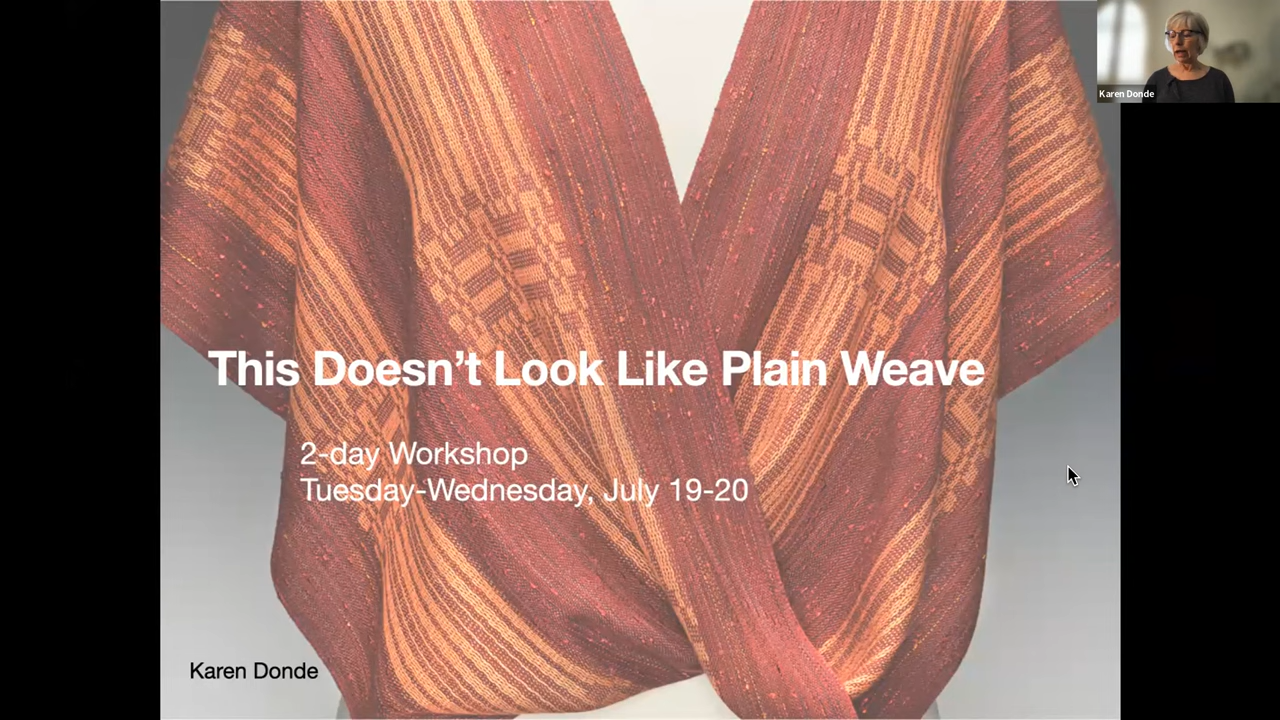 Karen Donde
This Doesn’t Look Like Plain Weave
2-day Workshop
Tuesday-Wednesday, July 19-20
Karen Donde